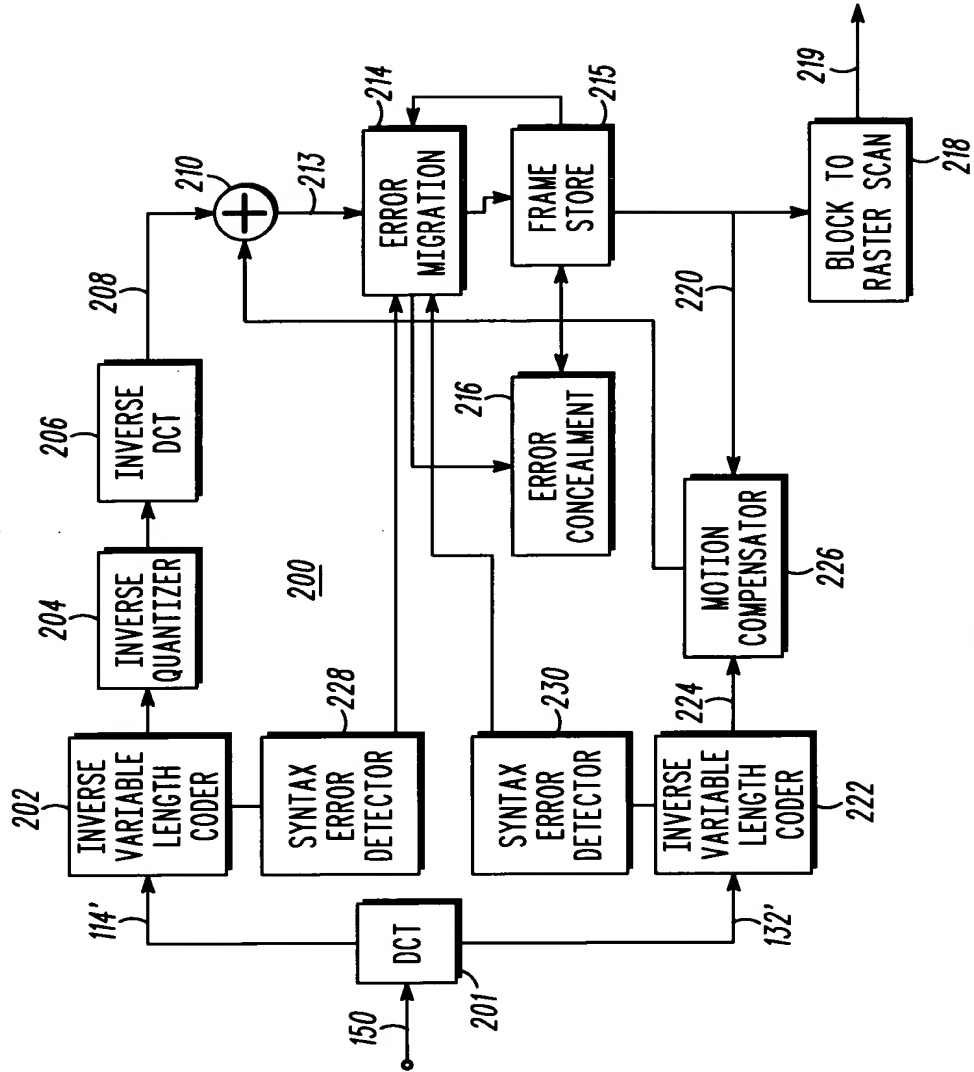 150
DCT
201
114'
132'
INVERSE
VARIABLE
LENGTH
CODER
202
SYNTAX
ERROR
DETECTOR
228
SYNTAX
ERROR
DETECTOR
230
INVERSE
VARIABLE
LENGTH
CODER
222
224
INVERSE
QUANTIZER
204
200
INVERSE
DCT
206
208
ERROR
CONCEALMENT
216
MOTION
COMPENSATOR
226
210
+
213
ERROR
MIGRATION
214
FRAME
STORE
215
220
BLOCK TO
RASTER SCAN
218
219